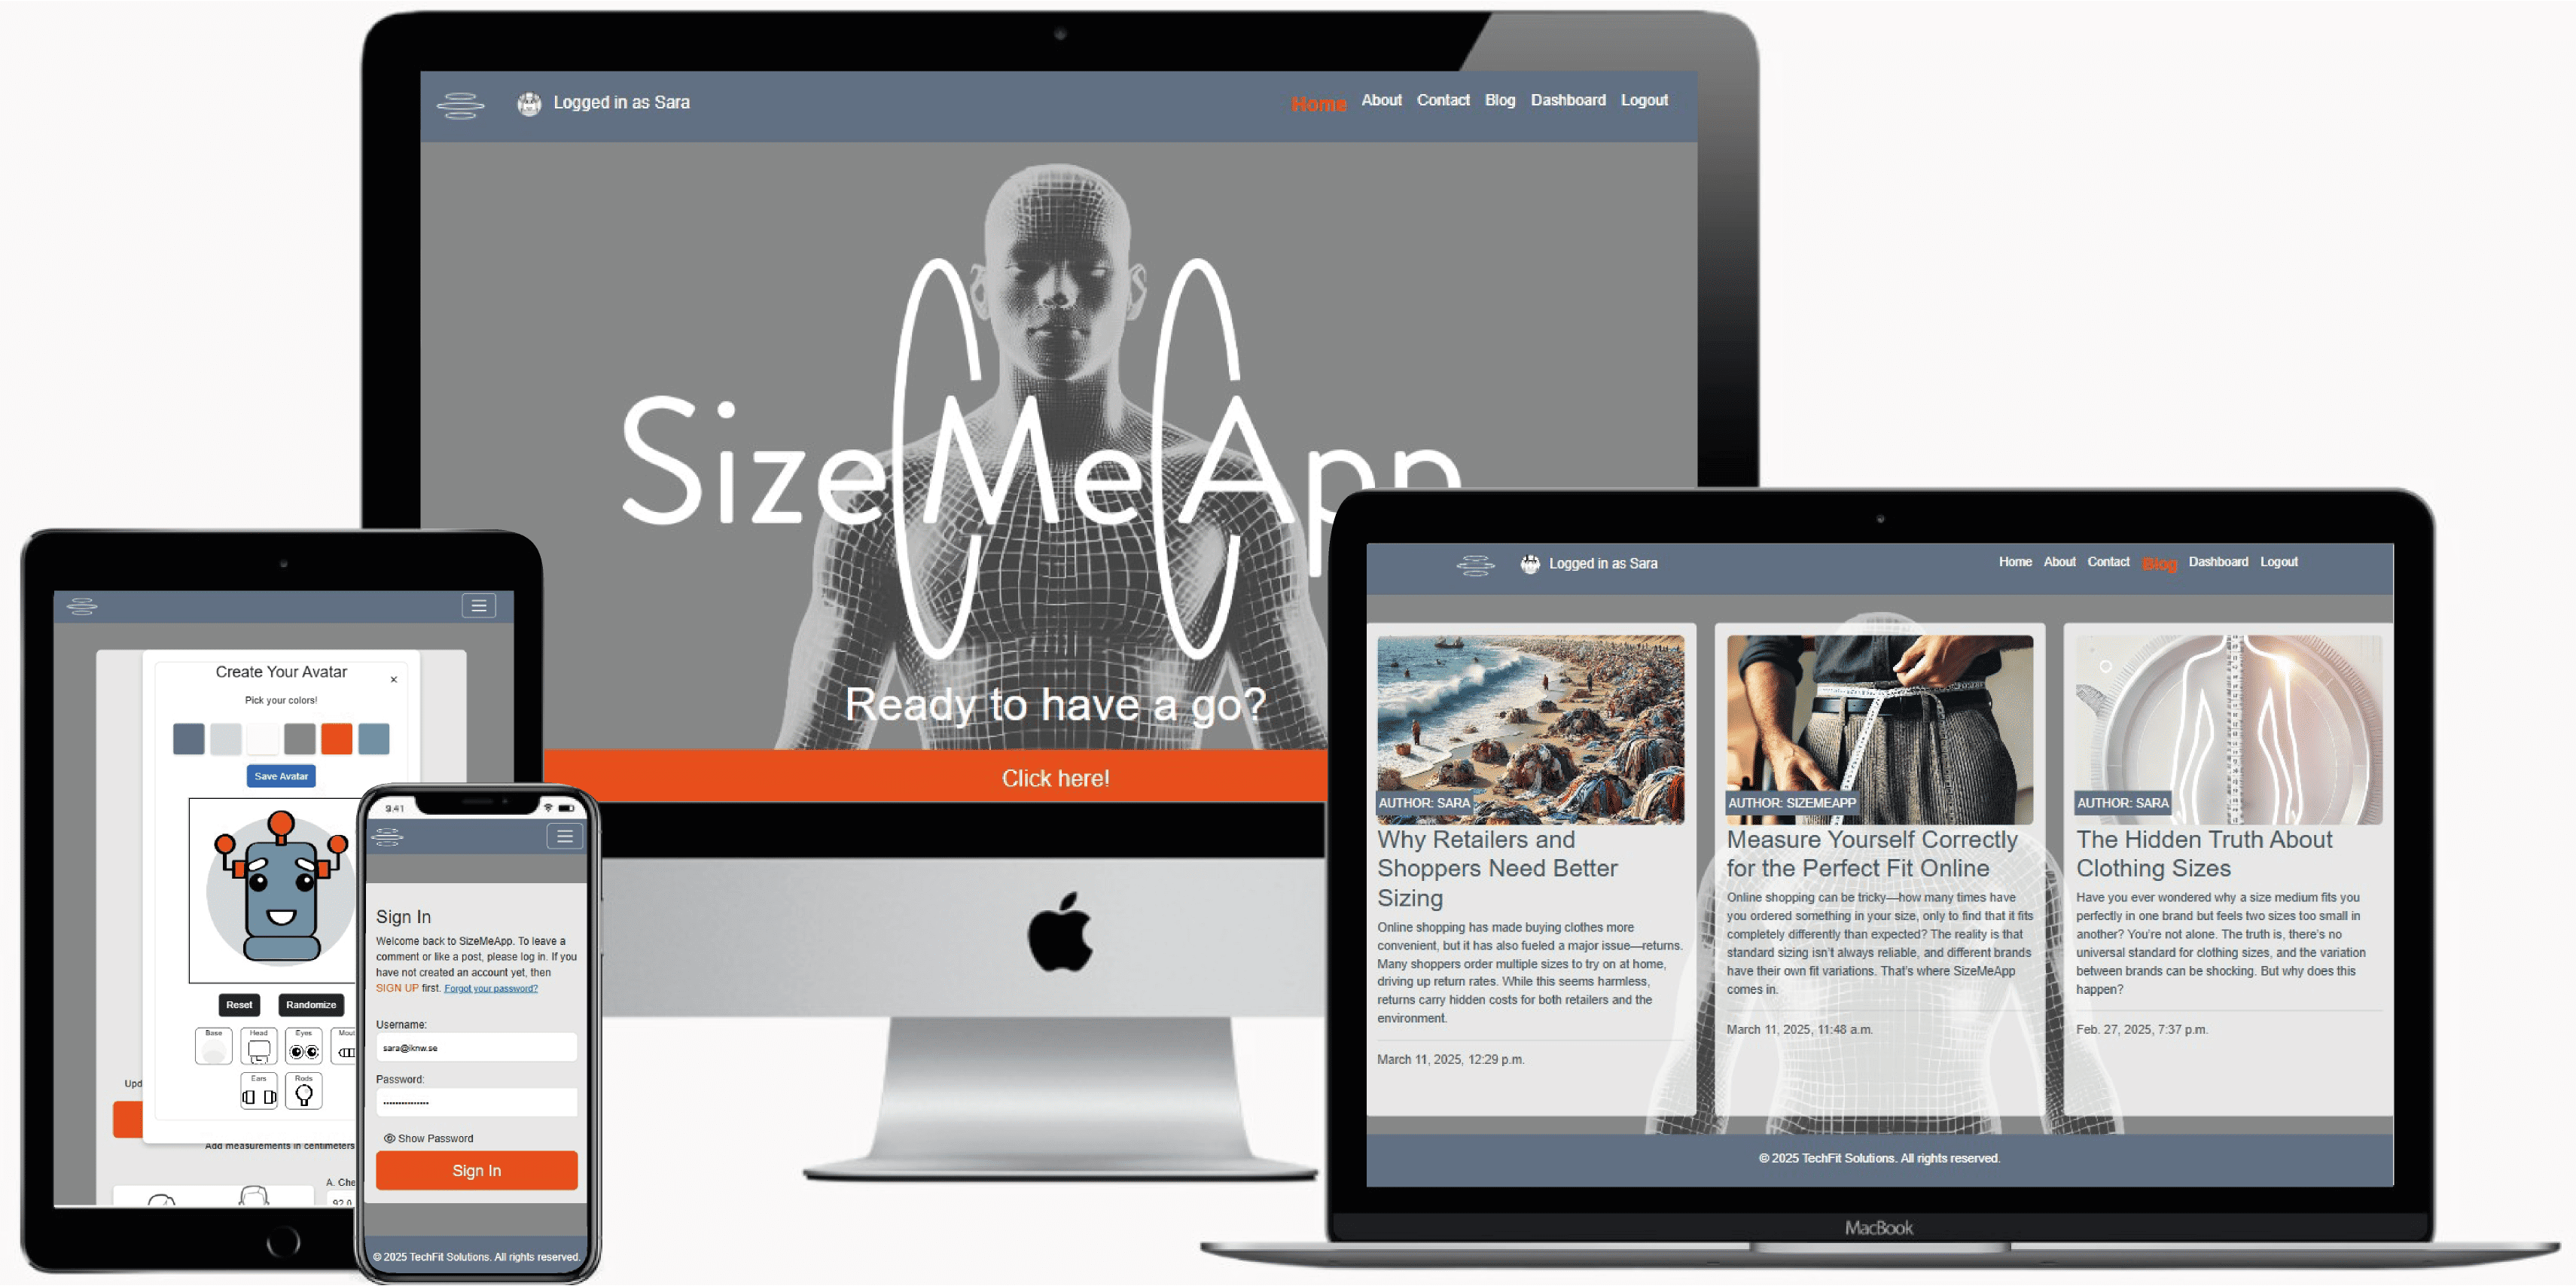 Logged in as Sara
Home About Contact Blog Dashboard Logout
SizeMeApp
Ready to have a go?
Click here!
Create Your Avatar
×
Pick your colors!
Save Avatar
Reset Randomize
Base Head Eyes
Ears Rods
Add measurements in centimeters
92.0
9:41
Sign In
Welcome back to SizeMeApp. To leave a
comment or like a post, please log in. If you
have not created an account yet, then
SIGN UP first. Forgot your password?
Username:
sara@iknw.se
Password:
Show Password
Sign In
© 2025 TechFit Solutions. All rights reserved.
Logged in as Sara
Home About Contact Blog Dashboard Logout
AUTHOR: SARA
Why Retailers and
Shoppers Need Better
Sizing
Online shopping has made buying clothes more
convenient, but it has also fueled a major issue—returns.
Many shoppers order multiple sizes to try on at home,
driving up return rates. While this seems harmless,
returns carry hidden costs for both retailers and the
environment.
March 11, 2025, 12:29 p.m.
AUTHOR: SIZEMEAPP
Measure Yourself Correctly
for the Perfect Fit Online
Online shopping can be tricky—how many times have
you ordered something in your size, only to find that it fits
completely differently than expected? The reality is that
standard sizing isn't always reliable, and different brands
have their own fit variations. That's where SizeMeApp
comes in.
March 11, 2025, 11:48 a.m.
AUTHOR: SARA
The Hidden Truth About
Clothing Sizes
Have you ever wondered why a size medium fits you
perfectly in one brand but feels two sizes too small in
another? You're not alone. The truth is, there's no
universal standard for clothing sizes, and the variation
between brands can be shocking. But why does this
happen?
Feb. 27, 2025, 7:37 p.m.
© 2025 TechFit Solutions. All rights reserved.
MacBook